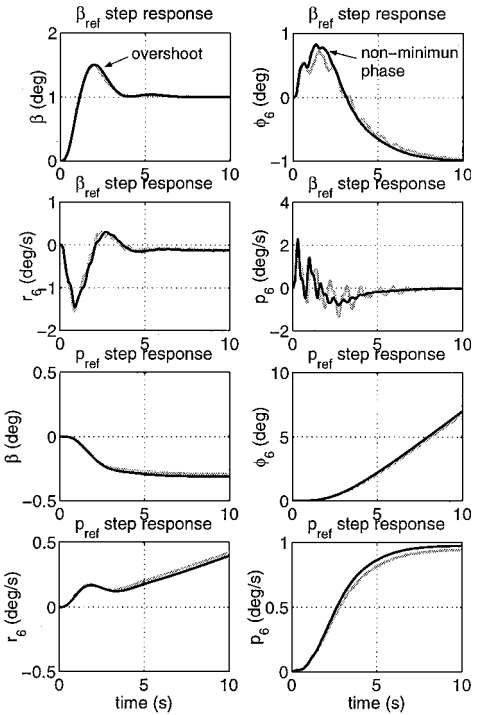 β_ref step response
β_ref step response
2
1
0
β (deg)
0
5
10
overshoot
1
0
−1
ϕ_6 (deg)
0
5
10
non−minimun
phase
β_ref step response
β_ref step response
1
0
1
−2
r_6 (deg/s)
0
5
10
4
2
0
−2
p_6 (deg/s)
0
5
10
p_ref step response
p_ref step response
0.5
0
−0.5
β (deg)
0
5
10
10
5
0
ϕ_6 (deg)
0
5
10
p_ref step response
p_ref step response
0.5
0
−0.5
r_6 (deg/s)
0
5
10
time (s)
1
0.5
0
p_6 (deg/s)
0
5
10
time (s)